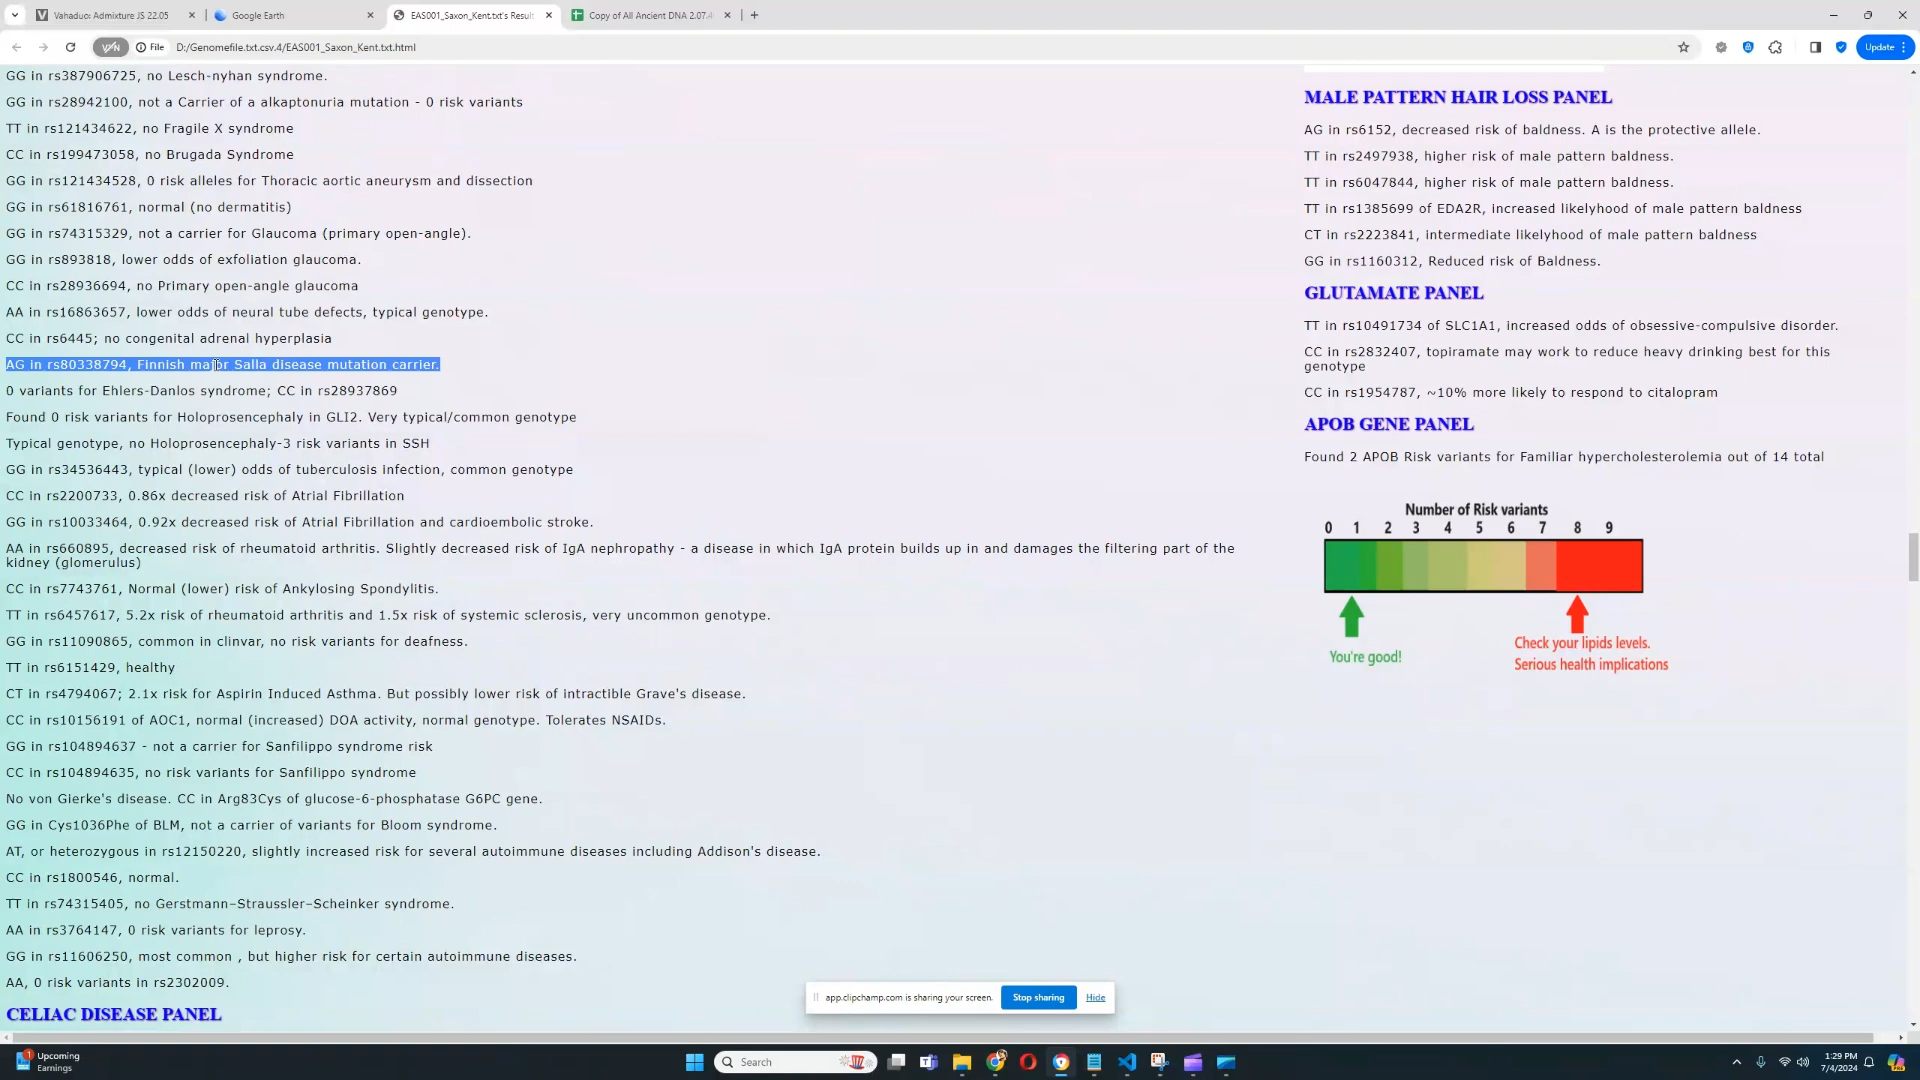 Vahaduo: Admixture JS 22.05
Google Earth
EAS001_Saxon_Kent.txt's Result
Copy of All Ancient DNA 2.07.
File
D:/Genomefile.txt.csv.4/EAS001_Saxon_Kent.txt.html
Update
GG in rs387906725, no Lesch-nyhan syndrome.
GG in rs28942100, not a Carrier of a alkaptonuria mutation - 0 risk variants
TT in rs121434622, no Fragile X syndrome
CC in rs199473058, no Brugada Syndrome
GG in rs121434528, 0 risk alleles for Thoracic aortic aneurysm and dissection
GG in rs61816761, normal (no dermatitis)
GG in rs74315329, not a carrier for Glaucoma (primary open-angle).
GG in rs893818, lower odds of exfoliation glaucoma.
CC in rs28936694, no Primary open-angle glaucoma
AA in rs16863657, lower odds of neural tube defects, typical genotype.
CC in rs6445; no congenital adrenal hyperplasia
AG in rs80338794, Finnish major Salla disease mutation carrier.
0 variants for Ehlers-Danlos syndrome; CC in rs28937869
Found 0 risk variants for Holoprosencephaly in GLI2. Very typical/common genotype
Typical genotype, no Holoprosencephaly-3 risk variants in SSH
GG in rs34536443, typical (lower) odds of tuberculosis infection, common genotype
CC in rs2200733, 0.86x decreased risk of Atrial Fibrillation
GG in rs10033464, 0.92x decreased risk of Atrial Fibrillation and cardioembolic stroke.
AA in rs660895, decreased risk of rheumatoid arthritis. Slightly decreased risk of IgA nephropathy - a disease in which IgA protein builds up in and damages the filtering part of the
kidney (glomerulus)
CC in rs7743761, Normal (lower) risk of Ankylosing Spondylitis.
TT in rs6457617, 5.2x risk of rheumatoid arthritis and 1.5x risk of systemic sclerosis, very uncommon genotype.
GG in rs11090865, common in clinvar, no risk variants for deafness.
TT in rs6151429, healthy
CT in rs4794067; 2.1x risk for Aspirin Induced Asthma. But possibly lower risk of intractible Grave's disease.
CC in rs10156191 of AOC1, normal (increased) DOA activity, normal genotype. Tolerates NSAIDs.
GG in rs104894637 - not a carrier for Sanfilippo syndrome risk
CC in rs104894635, no risk variants for Sanfilippo syndrome
No von Gierke's disease. CC in Arg83Cys of glucose-6-phosphatase G6PC gene.
GG in Cys1036Phe of BLM, not a carrier of variants for Bloom syndrome.
AT, or heterozygous in rs12150220, slightly increased risk for several autoimmune diseases including Addison's disease.
CC in rs1800546, normal.
TT in rs74315405, no Gerstmann–Straussler–Scheinker syndrome.
AA in rs3764147, 0 risk variants for leprosy.
GG in rs11606250, most common , but higher risk for certain autoimmune diseases.
AA, 0 risk variants in rs2302009.
CELIAC DISEASE PANEL
MALE PATTERN HAIR LOSS PANEL
AG in rs6152, decreased risk of baldness. A is the protective allele.
TT in rs2497938, higher risk of male pattern baldness.
TT in rs6047844, higher risk of male pattern baldness.
TT in rs1385699 of EDA2R, increased likelyhood of male pattern baldness
CT in rs2223841, intermediate likelyhood of male pattern baldness
GG in rs1160312, Reduced risk of Baldness.
GLUTAMATE PANEL
TT in rs10491734 of SLC1A1, increased odds of obsessive-compulsive disorder.
CC in rs2832407, topiramate may work to reduce heavy drinking best for this
genotype
CC in rs1954787, ~10% more likely to respond to citalopram
APOB GENE PANEL
Found 2 APOB Risk variants for Familiar hypercholesterolemia out of 14 total
Number of Risk variants
0 1 2 3 4 5 6 7 8 9
You're good!
Check your lipids levels.
Serious health implications
app.clipchamp.com is sharing your screen.
Stop sharing
Hide
1
Upcoming
Earnings
Search
1:29 PM
7/4/2024